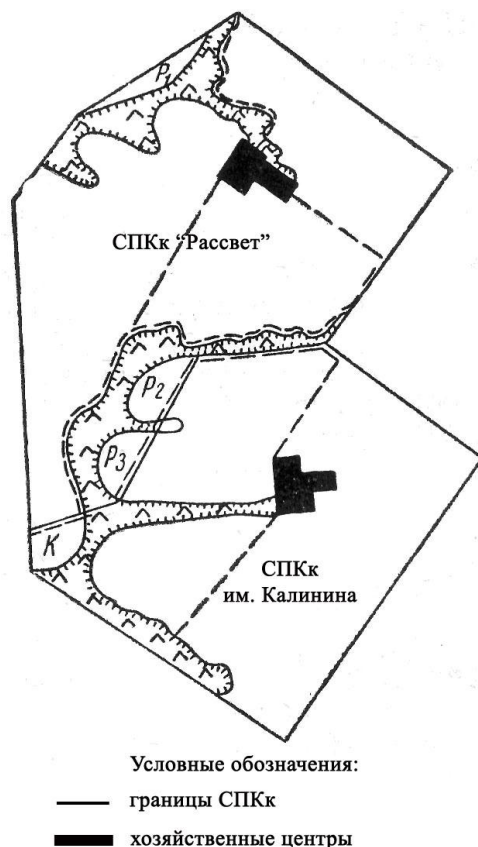 P1
СПКк "Рассвет"
P2
P3
К
СПКк
им. Калинина
Условные обозначения:
границы СПКк
хозяйственные центры